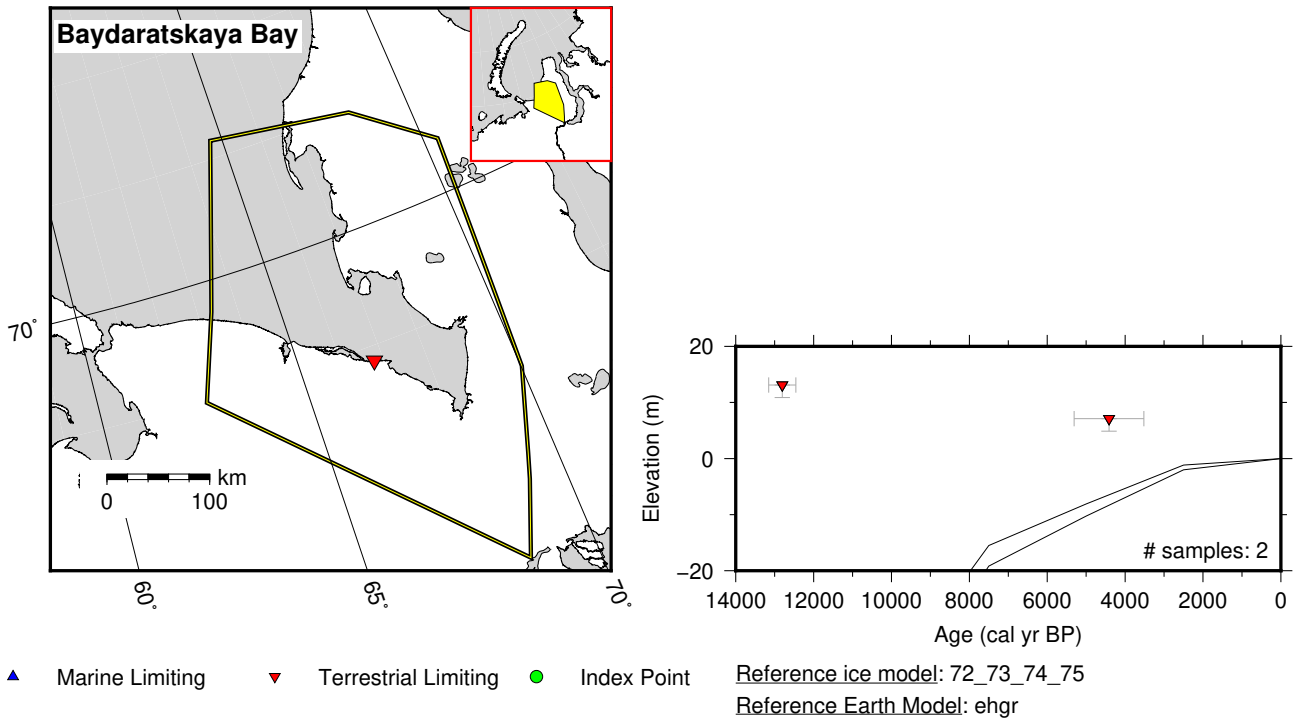 Baydaratskaya Bay
70°
km
0 100
60°
65°
70°
20
0
−20
Elevation (m)
# samples: 2
14000 12000 10000 8000 6000 4000 2000 0
Age (cal yr BP)
Marine Limiting Terrestrial Limiting Index Point
Reference ice model: 72_73_74_75
Reference Earth Model: ehgr